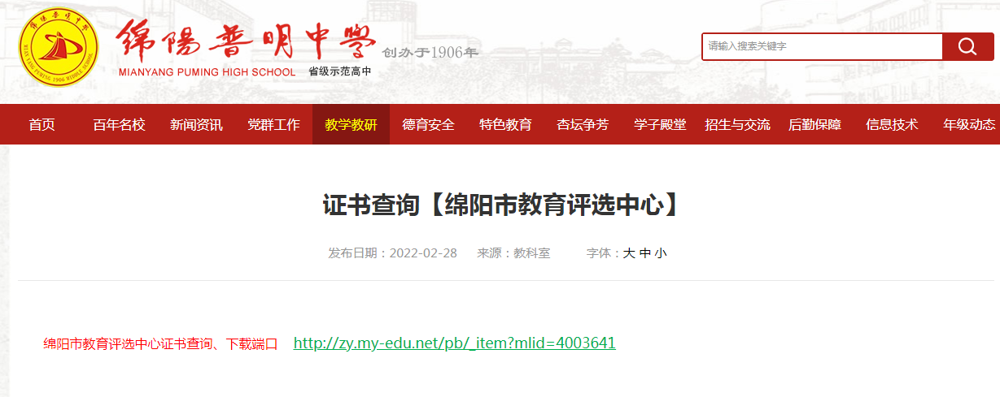 绵阳普明中学
绵陽普明中學 创办于1906年
MIANYANG PUMING HIGH SCHOOL 省级示范高中
请输入搜索关键字
首页 百年名校 新闻资讯 党群工作 教学教研 德育安全 特色教育 杏坛争芳 学子殿堂 招生与交流 后勤保障 信息技术 年级动态
证书查询【绵阳市教育评选中心】
发布日期：2022-02-28 来源：教科室 字体：大 中 小
绵阳市教育评选中心证书查询、下载端口 http://zy.my-edu.net/pb/_item?mlid=4003641